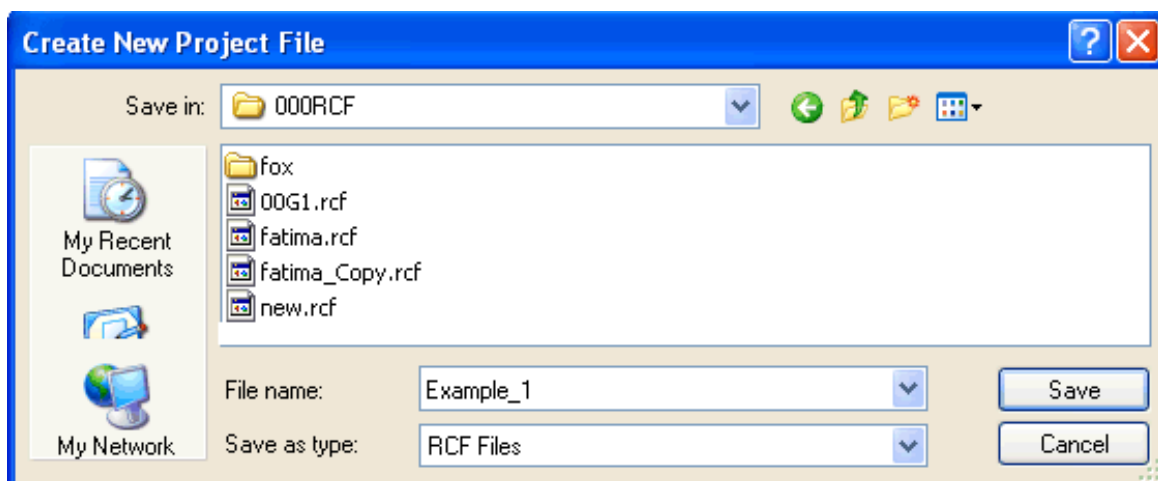 Create New Project File
Save in: 000RCF
fox
00G1.rcf
fatima.rcf
fatima_Copy.rcf
new.rcf
My Recent
Documents
My Network
File name: Example_1 Save
Save as type: RCF Files Cancel